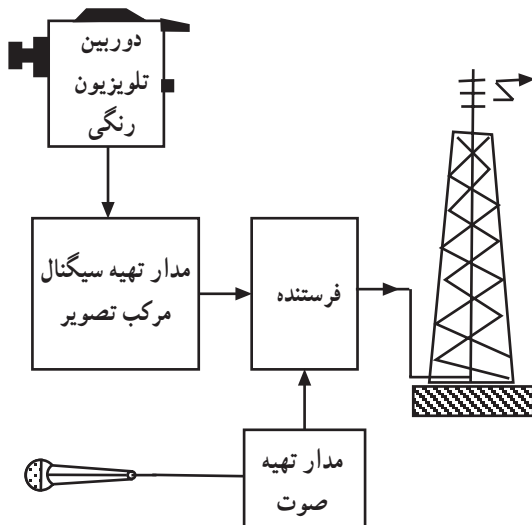 دوربین
تلویزیون
رنگی
مدار تهیه سیگنال
مرکب تصویر
فرستنده
مدار تهیه
صوت